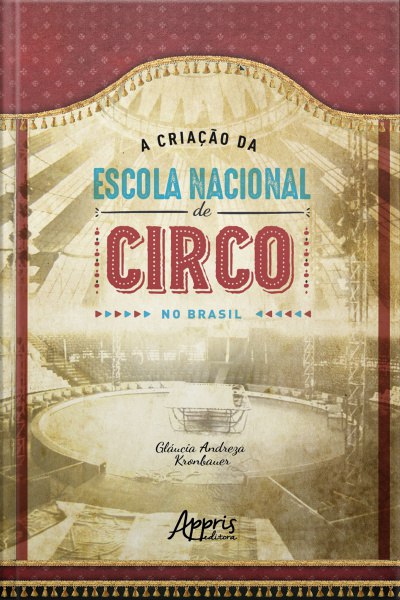 A CRIAÇÃO DA
ESCOLA NACIONAL
de
CIRCO
NO BRASIL
Gláucia Andreza
Kronbauer
Appris
editora